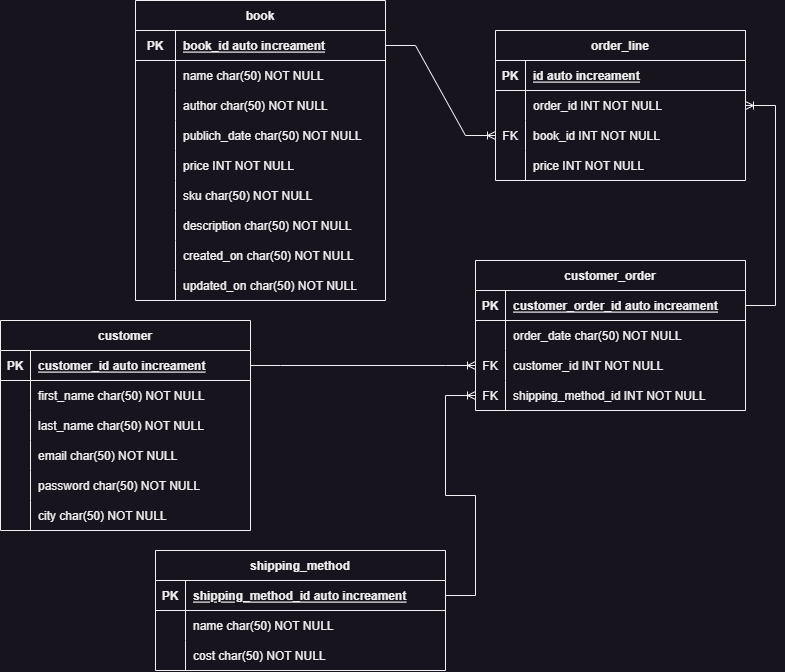 book
PK book_id auto increament
name char(50) NOT NULL
author char(50) NOT NULL
publich_date char(50) NOT NULL
price INT NOT NULL
sku char(50) NOT NULL
description char(50) NOT NULL
created_on char(50) NOT NULL
updated_on char(50) NOT NULL
order_line
PK id auto increament
order_id INT NOT NULL
FK book_id INT NOT NULL
price INT NOT NULL
customer_order
PK customer_order_id auto increament
order_date char(50) NOT NULL
FK customer_id INT NOT NULL
FK shipping_method_id INT NOT NULL
customer
PK customer_id auto increament
first_name char(50) NOT NULL
last_name char(50) NOT NULL
email char(50) NOT NULL
password char(50) NOT NULL
city char(50) NOT NULL
shipping_method
PK shipping_method_id auto increament
name char(50) NOT NULL
cost char(50) NOT NULL